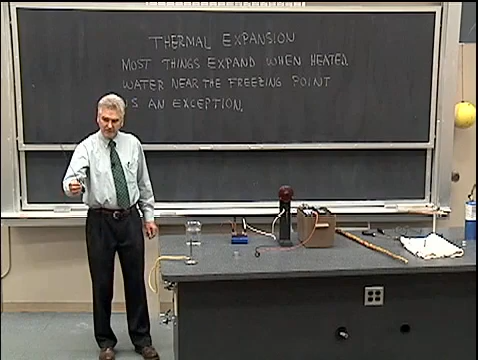 THERMAL EXPANSION
MOST THINGS EXPAND WHEN HEATED
WATER NEAR THE FREEZING POINT
IS AN EXCEPTION.